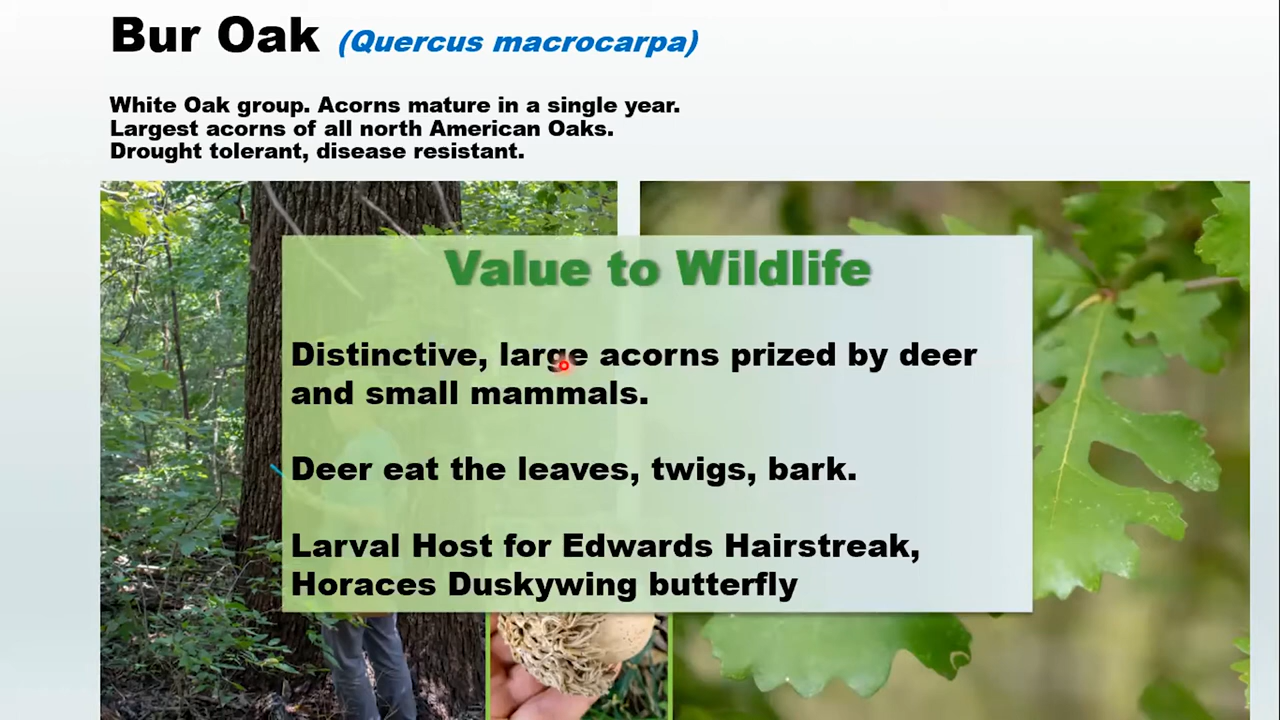 Bur Oak (Quercus macrocarpa)
White Oak group. Acorns mature in a single year.
Largest acorns of all north American Oaks.
Drought tolerant, disease resistant.
Value to Wildlife
Distinctive, large acorns prized by deer
and small mammals.
Deer eat the leaves, twigs, bark.
Larval Host for Edwards Hairstreak,
Horaces Duskywing butterfly